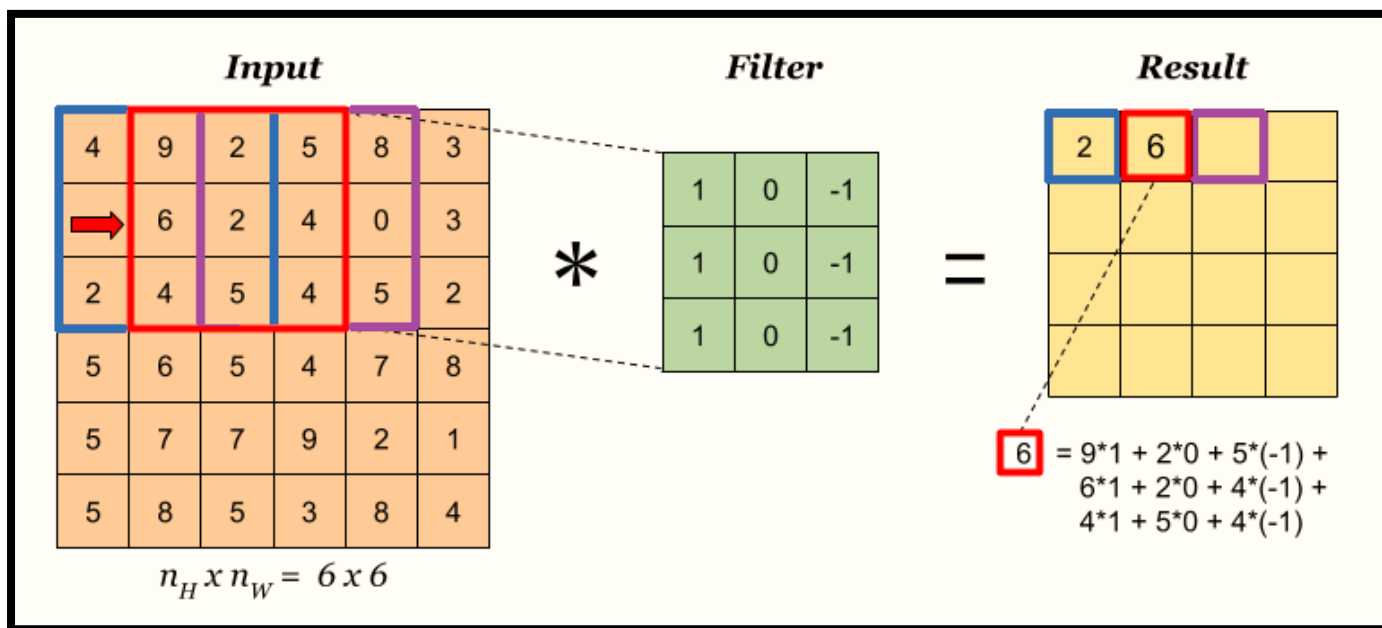 Input
Filter
Result
4 9 2 5 8 3
6 2 4 0 3
2 4 5 4 5 2
5 6 5 4 7 8
5 7 7 9 2 1
5 8 5 3 8 4
n_H x n_W = 6 x 6
*
1 0 -1
1 0 -1
1 0 -1
=
2 6
6 = 9*1 + 2*0 + 5*(-1) +
6*1 + 2*0 + 4*(-1) +
4*1 + 5*0 + 4*(-1)